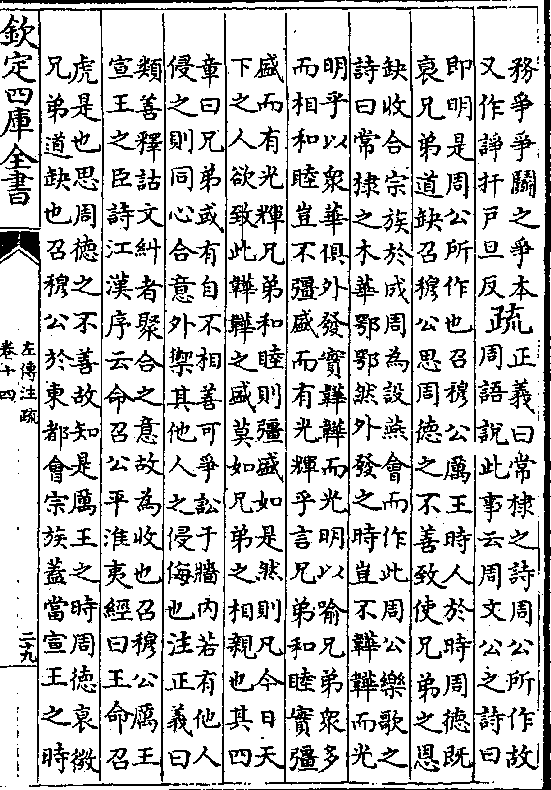 務爭爭鬭之爭本
又作諍扞戸旦反
疏
正義曰常棣之詩周公所作故
周語說此事云周文公之詩曰
即明是周公所作也召穆公厲王時人於時周德既
衰兄弟道缺召穆公思周德之不善致使兄弟之恩
缺收合宗族於成周為設燕會而作此周公樂歌之
詩曰常棣之木華鄂鄂然外發之時豈不韡韡而光
明乎以衆華俱外發實韡韡而光明以喻兄弟衆多
而相和睦豈不彊盛而有光輝乎言兄弟和睦實彊
盛而有光輝兄弟和睦則彊盛如是然則凡今日天
下之人欲致此韡韡之盛莫如兄弟之相親也其四
章曰兄弟或有自不相善可爭訟于牆內若有他人
侵之則同心合意外禦其他人之侵侮也注正義曰
類善釋詁文糾者聚合之意故為收也召穆公厲王
宣王之臣詩江漢序云命召公平淮夷經曰王命召
虎是也思周德之不善故知是厲王之時周德衰微
兄弟道缺也召穆公於東都會宗族蓋當宣王之時
欽定四庫全書
左傳注疏
卷十四
二九